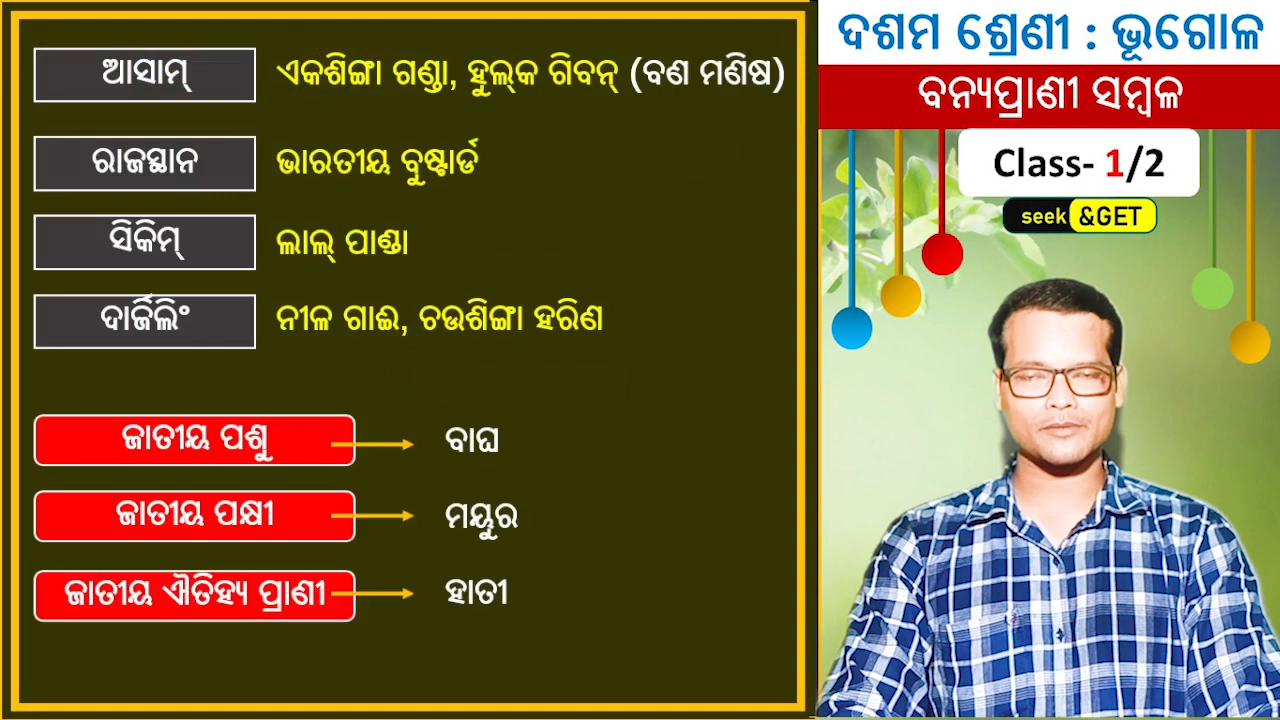 ଆସାମ୍ ଏକଶିଙ୍ଗା ଗଣ୍ଡା, ହୁଲ୍‌କ ଗିବନ୍ (ବଣ ମଣିଷ)
ରାଜସ୍ଥାନ ଭାରତୀୟ ବୁଷ୍ଟାର୍ଡ
ସିକିମ୍ ଲାଲ୍ ପାଣ୍ଡା
ଦାର୍ଜିଲିଂ ନୀଳ ଗାଈ, ଚଉଶିଙ୍ଗା ହରିଣ
ଜାତୀୟ ପଶୁ ବାଘ
ଜାତୀୟ ପକ୍ଷୀ ମୟୁର
ଜାତୀୟ ଐତିହ୍ୟ ପ୍ରାଣୀ ହାତୀ
ଦଶମ ଶ୍ରେଣୀ : ଭୂଗୋଳ
ବନ୍ୟପ୍ରାଣୀ ସମ୍ବଳ
Class- 1/2
seek &GET